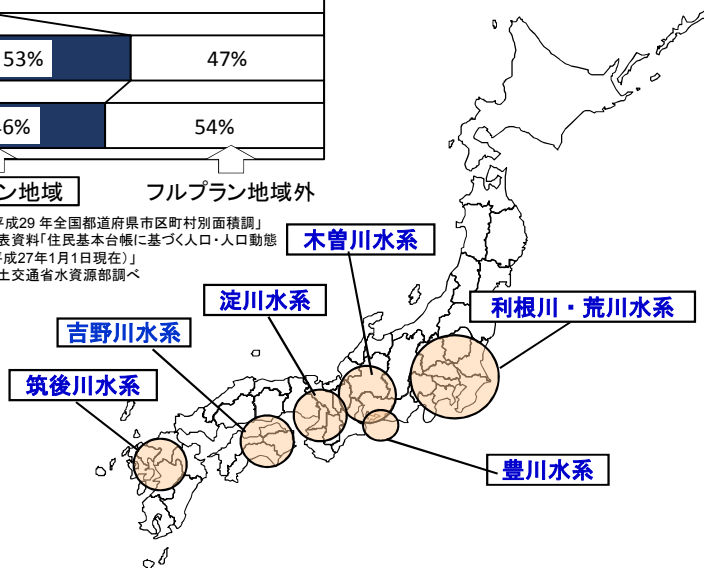 53%
47%
6%
54%
ン地域
フルプラン地域外
平成29 年全国都道府県市区町村別面積調」
表資料「住民基本台帳に基づく人口・人口動態
平成27年1月1日現在）」
土交通省水資源部調べ
木曽川水系
淀川水系
利根川・荒川水系
吉野川水系
筑後川水系
豊川水系